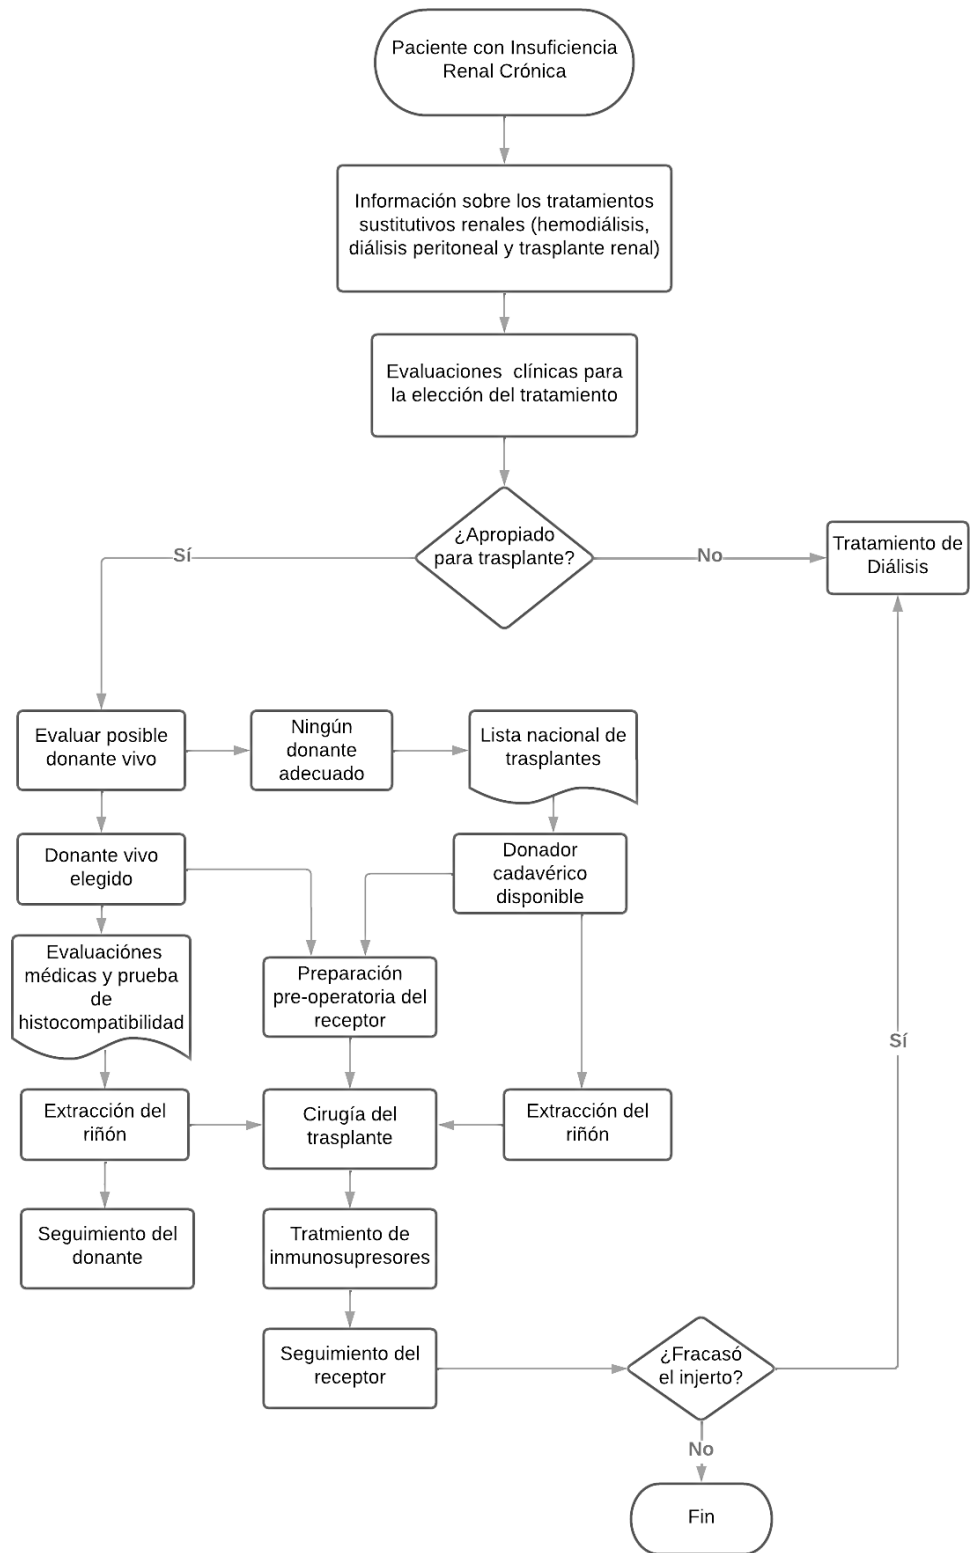 Paciente con Insuficiencia
Renal Crónica
Información sobre los tratamientos
sustitutivos renales (hemodiálisis,
diálisis peritoneal y trasplante renal)
Evaluaciones clínicas para
la elección del tratamiento
¿Apropiado
para trasplante?
Sí
No
Tratamiento de
Diálisis
Evaluar posible
donante vivo
Ningún
donante
adecuado
Lista nacional de
trasplantes
Donante vivo
elegido
Donador
cadavérico
disponible
Evaluaciónes
médicas y prueba
de
histocompatibilidad
Preparación
pre-operatoria del
receptor
Sí
Extracción del
riñón
Cirugía del
trasplante
Extracción del
riñón
Seguimiento del
donante
Tratmiento de
inmunosupresores
Seguimiento del
receptor
¿Fracasó
el injerto?
No
Fin